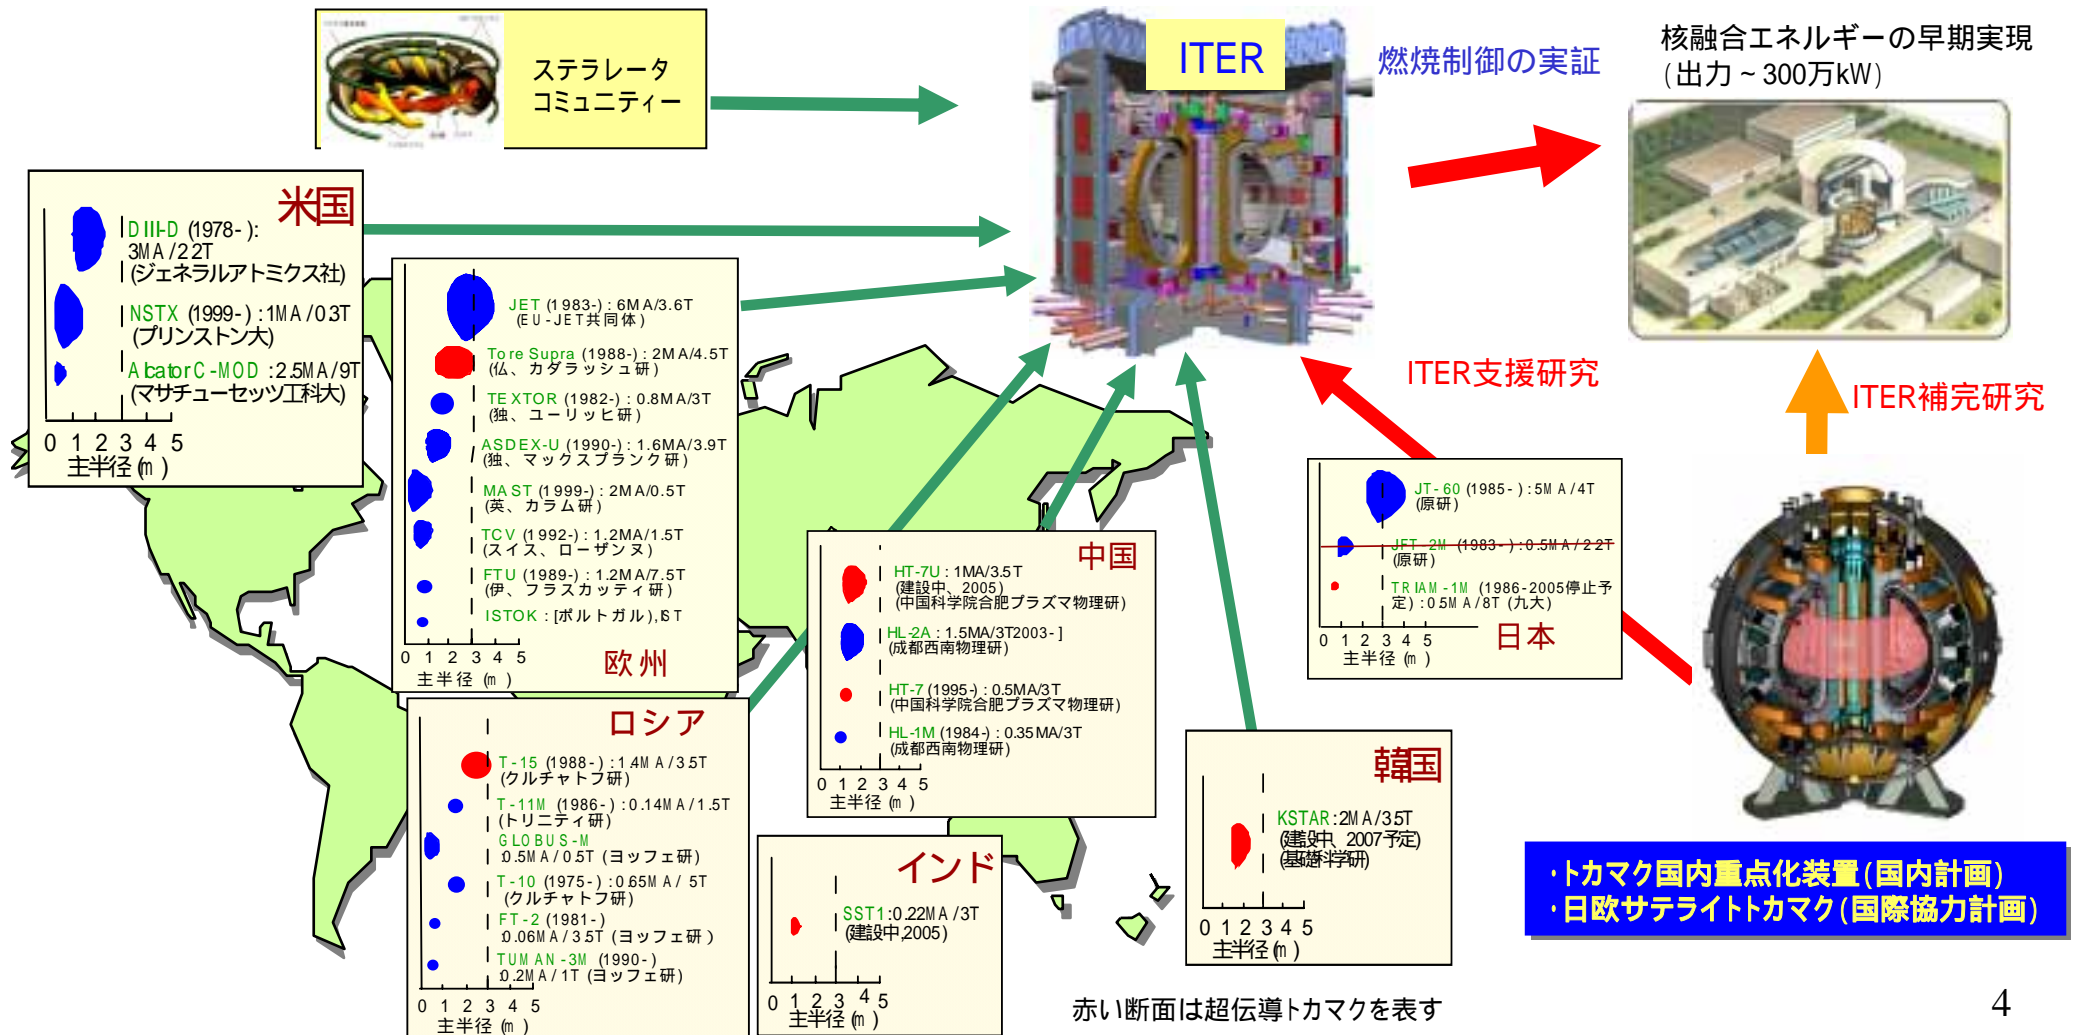 ステラレータ
コミュニティー
ITER
燃焼制御の実証
核融合エネルギーの早期実現
(出力～300万kW)
米国
DIII-D (1978-):
3MA/2.2T
(ジェネラルアトミクス社)
NSTX (1999-):1MA/0.3T
(プリンストン大)
Alcator C-MOD :2.5MA/9T
(マサチューセッツ工科大)
0 1 2 3 4 5
主半径(m)
JET (1983-):6MA/3.6T
(EU-JET共同体)
Tore Supra (1988-): 2MA/4.5T
(仏、カダラッシュ研)
TEXTOR (1982-): 0.8MA/3T
(独、ユーリッヒ研)
ASDEX-U (1990-): 1.6MA/3.9T
(独、マックスプランク研)
MAST (1999-): 2MA/0.5T
(英、カラム研)
TCV (1992-): 1.2MA/1.5T
(スイス、ローザンヌ)
FTU (1989-): 1.2MA/7.5T
(伊、フラスカッティ研)
ISTOK : [ポルトガル),IST
0 1 2 3 4 5
主半径(m)
欧州
ロシア
T-15 (1988-):1.4MA/3.5T
(クルチャトフ研)
T-11M (1986-):0.14MA/1.5T
(トリニティ研)
GLOBUS-M
:0.5MA/0.5T (ヨッフェ研)
T-10 (1975-):0.65MA/ 5T
(クルチャトフ研)
FT-2 (1981-)
:0.06MA/3.5T (ヨッフェ研)
TUMAN-3M (1990-)
:0.2MA/1T (ヨッフェ研)
0 1 2 3 4 5
主半径(m)
中国
HT-7U : 1MA/3.5T
(建設中、2005)
(中国科学院合肥プラズマ物理研)
HL-2A : 1.5MA/3T2003-]
(成都西南物理研)
HT-7 (1995-): 0.5MA/3T
(中国科学院合肥プラズマ物理研)
HL-1M (1984-): 0.35MA/3T
(成都西南物理研)
0 1 2 3 4 5
主半径(m)
インド
SST1:0.22MA/3T
(建設中,2005)
0 1 2 3 4 5
主半径(m)
韓国
KSTAR:2MA/3.5T
(建設中、2007予定)
(基礎科学研)
0 1 2 3 4 5
主半径(m)
ITER支援研究
ITER補完研究
JT-60 (1985-):5MA/4T
(原研)
JFT-2M (1983-):0.5MA/2.2T
(原研)
TRIAM-1M (1986-2005停止予
定):0.5MA/8T (九大)
0 1 2 3 4 5
主半径(m)
日本
・トカマク国内重点化装置(国内計画)
・日欧サテライトトカマク(国際協力計画)
赤い断面は超伝導トカマクを表す
4